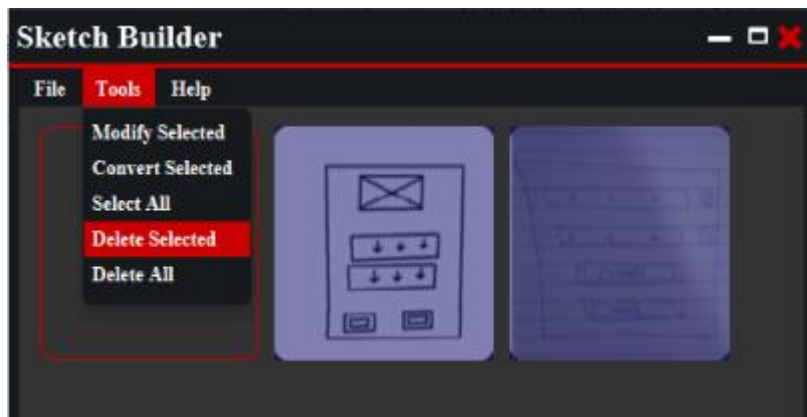 Sketch Builder
File Tools Help
Modify Selected
Convert Selected
Select All
Delete Selected
Delete All